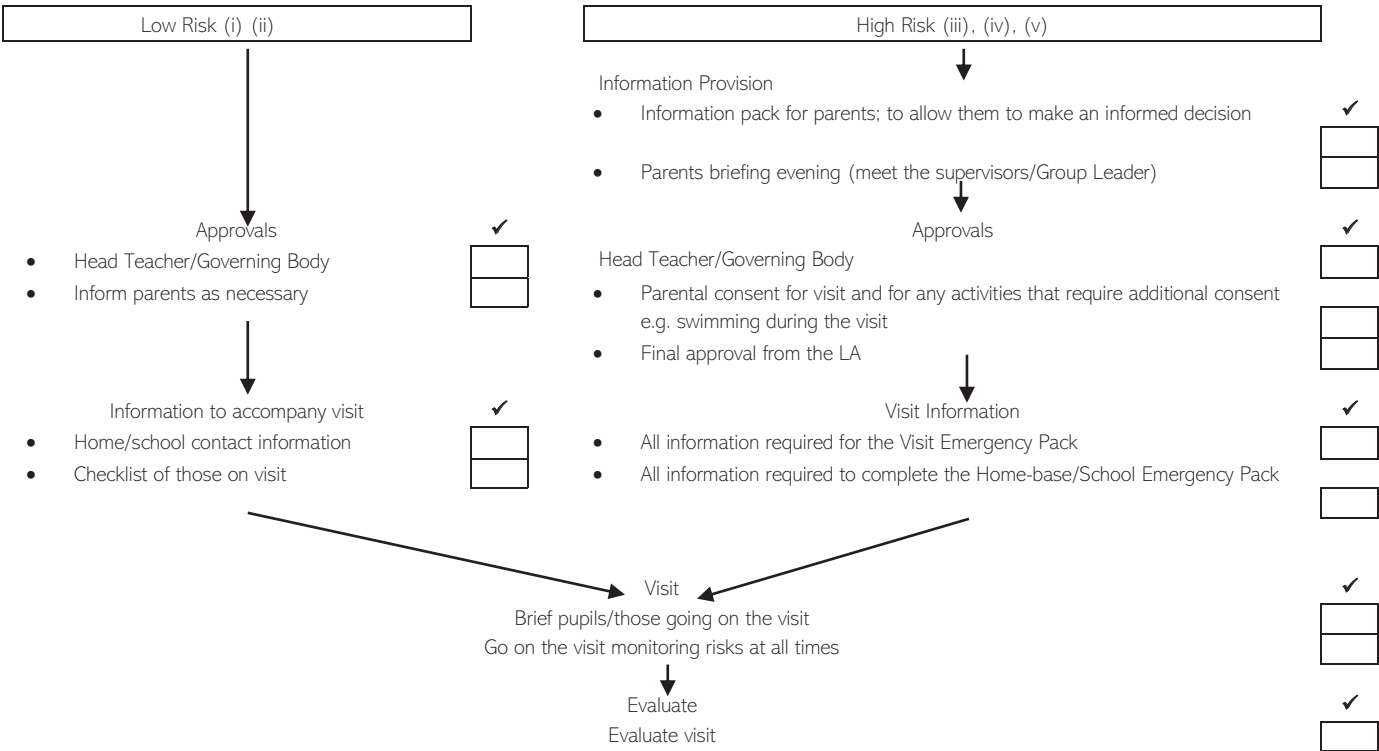 Low Risk (i) (ii)
High Risk (iii), (iv), (v)
Information Provision
• Information pack for parents; to allow them to make an informed decision
✓
• Parents briefing evening (meet the supervisors/Group Leader)
Approvals
✓
• Head Teacher/Governing Body
• Inform parents as necessary
Approvals
✓
Head Teacher/Governing Body
• Parental consent for visit and for any activities that require additional consent
e.g. swimming during the visit
• Final approval from the LA
Information to accompany visit
✓
• Home/school contact information
• Checklist of those on visit
Visit Information
✓
• All information required for the Visit Emergency Pack
• All information required to complete the Home-base/School Emergency Pack
Visit
✓
Brief pupils/those going on the visit
Go on the visit monitoring risks at all times
Evaluate
✓
Evaluate visit